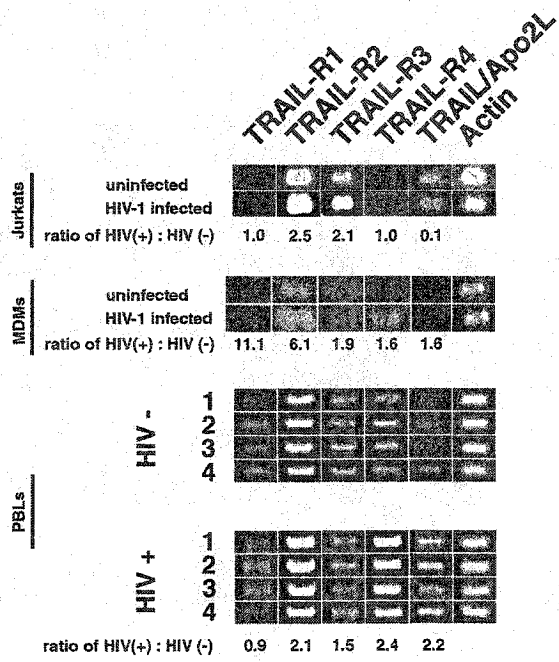 TRAIL-R1
TRAIL-R2
TRAIL-R3
TRAIL-R4
TRAIL/Apo2L
Actin
Jurkats
uninfected
HIV-1 infected
ratio of HIV(+) : HIV (-) 1.0 2.5 2.1 1.0 0.1
MDMs
uninfected
HIV-1 infected
ratio of HIV(+) : HIV (-) 11.1 6.1 1.9 1.6 1.6
PBLs
HIV -
1
2
3
4
HIV +
1
2
3
4
ratio of HIV(+) : HIV (-) 0.9 2.1 1.5 2.4 2.2